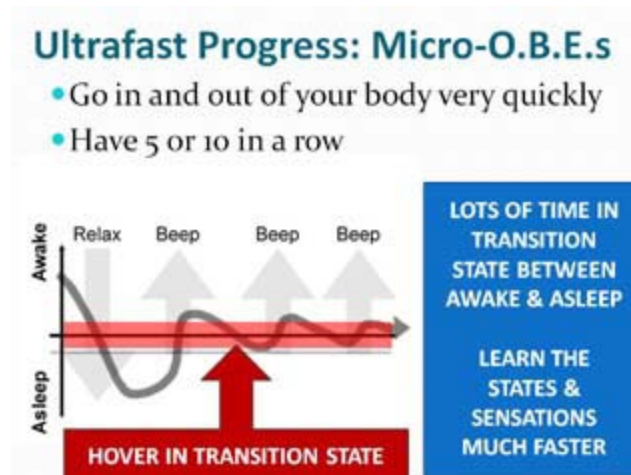 Ultrafast Progress: Micro-O.B.E.s
• Go in and out of your body very quickly
• Have 5 or 10 in a row
Awake
Relax
Beep
Beep
Beep
Asleep
HOVER IN TRANSITION STATE
LOTS OF TIME IN
TRANSITION
STATE BETWEEN
AWAKE & ASLEEP
LEARN THE
STATES &
SENSATIONS
MUCH FASTER